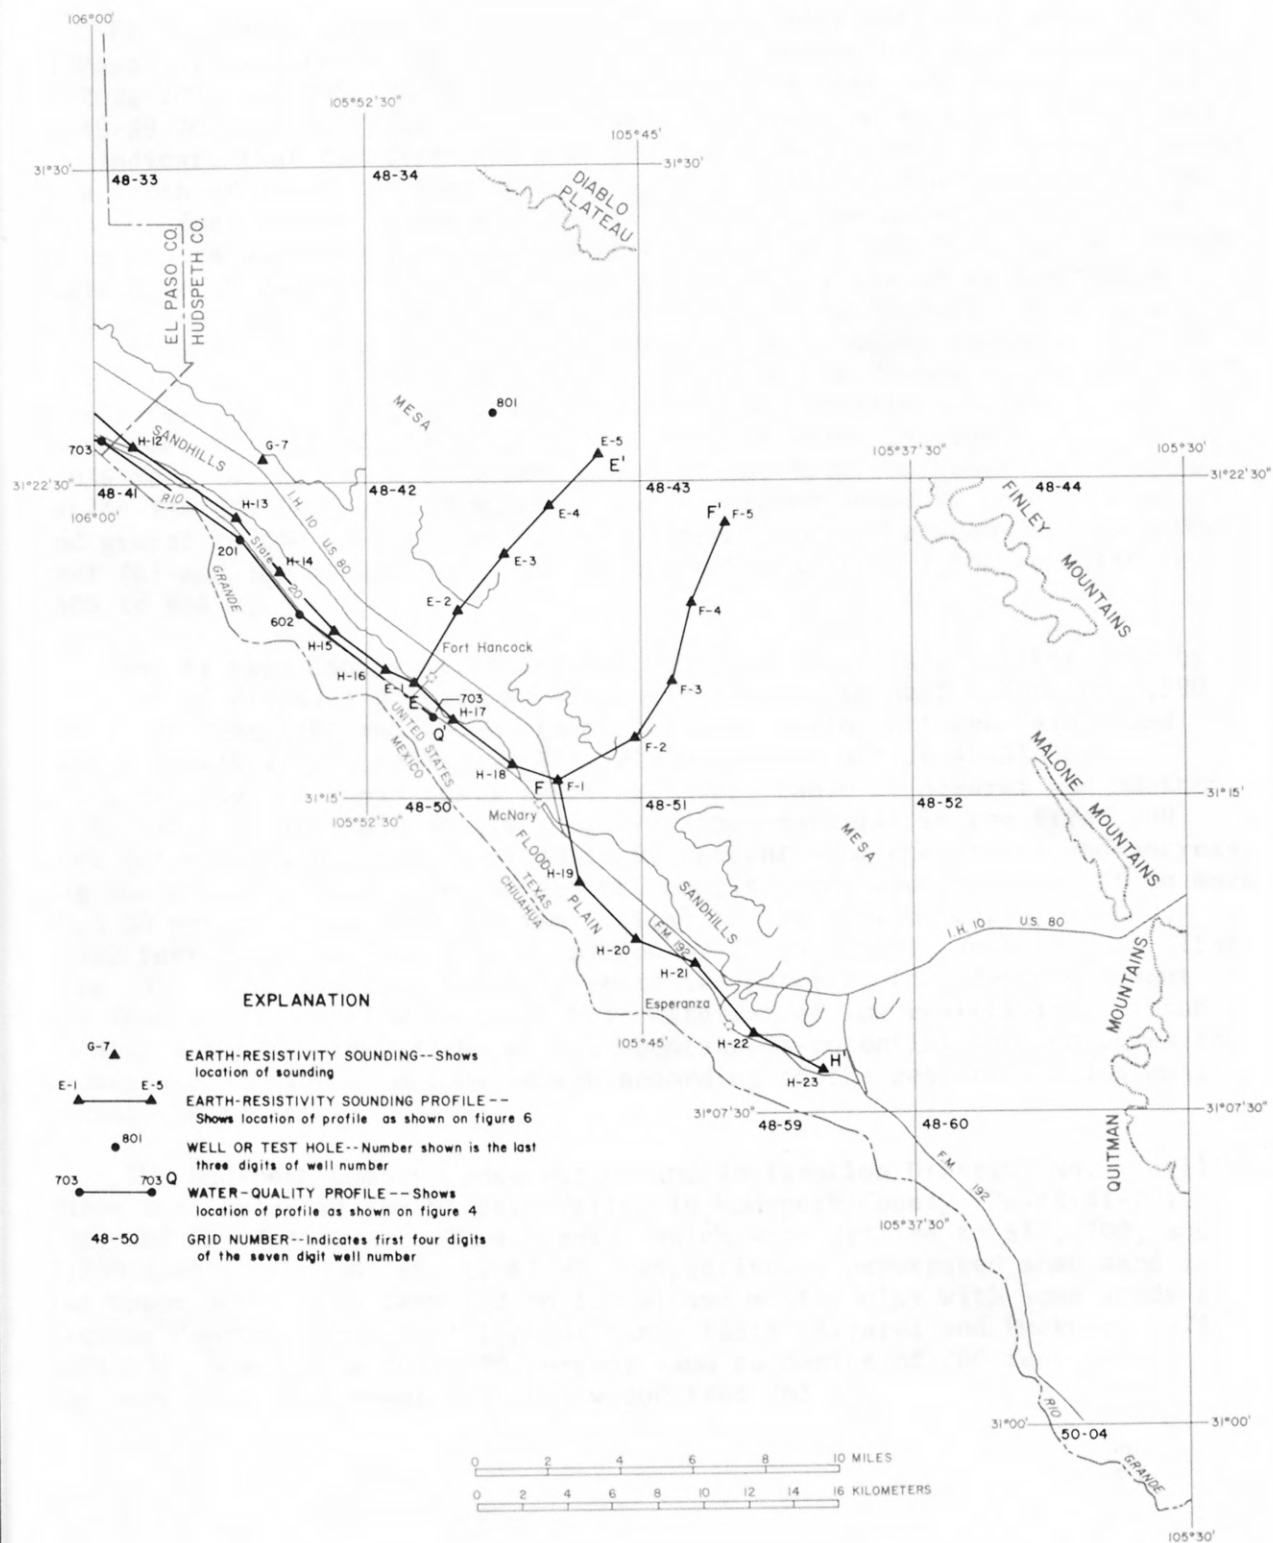 106°00'
105°52'30"
105°45'
31°30'
48-33
48-34
31°30'
DIABLO
PLATEAU
EL PASO CO.
HUDSPETH CO.
MESA
801
SANDHILLS
703
H-12
G-7
E-5
E'
105°37'30"
105°30'
31°22'30"
48-41
48-42
48-43
48-44
31°22'30"
106°00'
RIO
GRANDE
H-13
I.H. 10
U.S. 80
E-4
F'
F-5
FINLEY
MOUNTAINS
201
State
20
H-14
E-3
E-2
F-4
602
H-15
Fort Hancock
H-16
E-1
E
703
Q'
H-17
F-3
F-2
UNITED STATES
MEXICO
H-18
F
F-1
31°15'
48-50
48-51
48-52
31°15'
105°52'30"
McNary
FLOOD
PLAIN
TEXAS
CHIUAHUA
MESA
MALONE MOUNTAINS
H-19
SANDHILLS
F.M. 192
H-20
H-21
I.H. 10
U.S. 80
Esperanza
105°45'
H-22
H'
H-23
QUITMAN
MOUNTAINS
31°07'30"
48-59
48-60
31°07'30"
F.M. 192
105°37'30"
EXPLANATION
G-7
EARTH-RESISTIVITY SOUNDING--Shows
location of sounding
E-1 E-5
EARTH-RESISTIVITY SOUNDING PROFILE--
Shows location of profile as shown on figure 6
801
WELL OR TEST HOLE--Number shown is the last
three digits of well number
703 703 Q
WATER-QUALITY PROFILE--Shows
location of profile as shown on figure 4
48-50
GRID NUMBER--Indicates first four digits
of the seven digit well number
31°00'
50-04
31°00'
RIO
GRANDE
0 2 4 6 8 10 MILES
0 2 4 6 8 10 12 14 16 KILOMETERS
105°30'